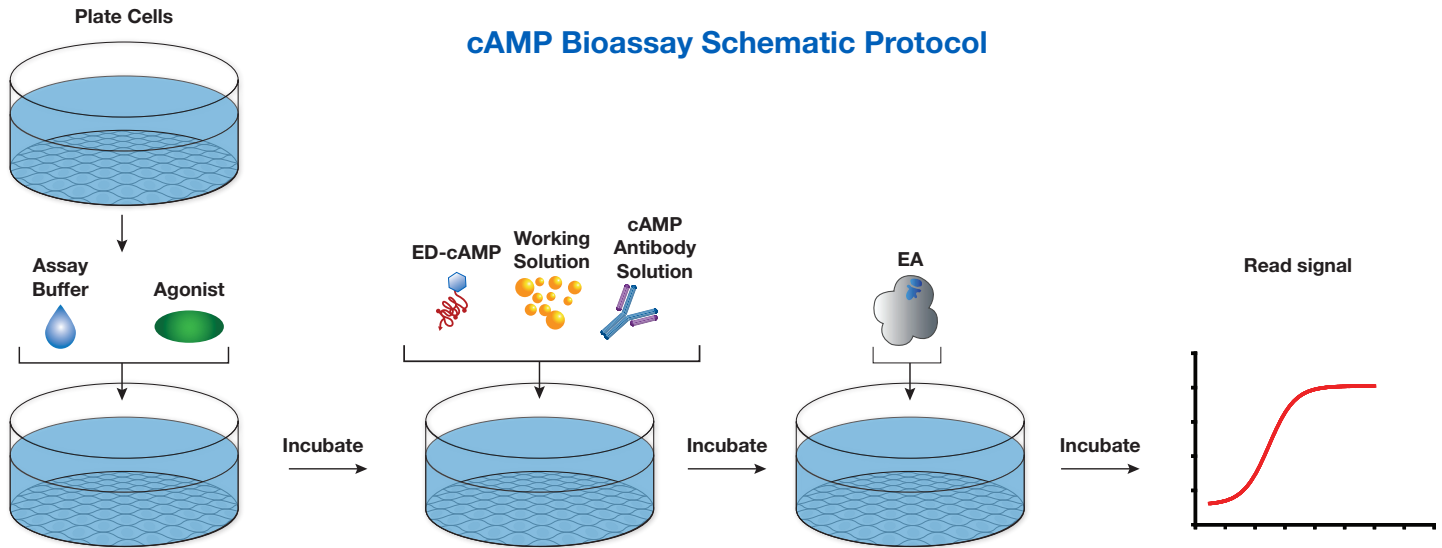 Plate Cells
cAMP Bioassay Schematic Protocol
Assay
Buffer
Agonist
ED-cAMP
Working
Solution
cAMP
Antibody
Solution
EA
Read signal
Incubate
Incubate
Incubate